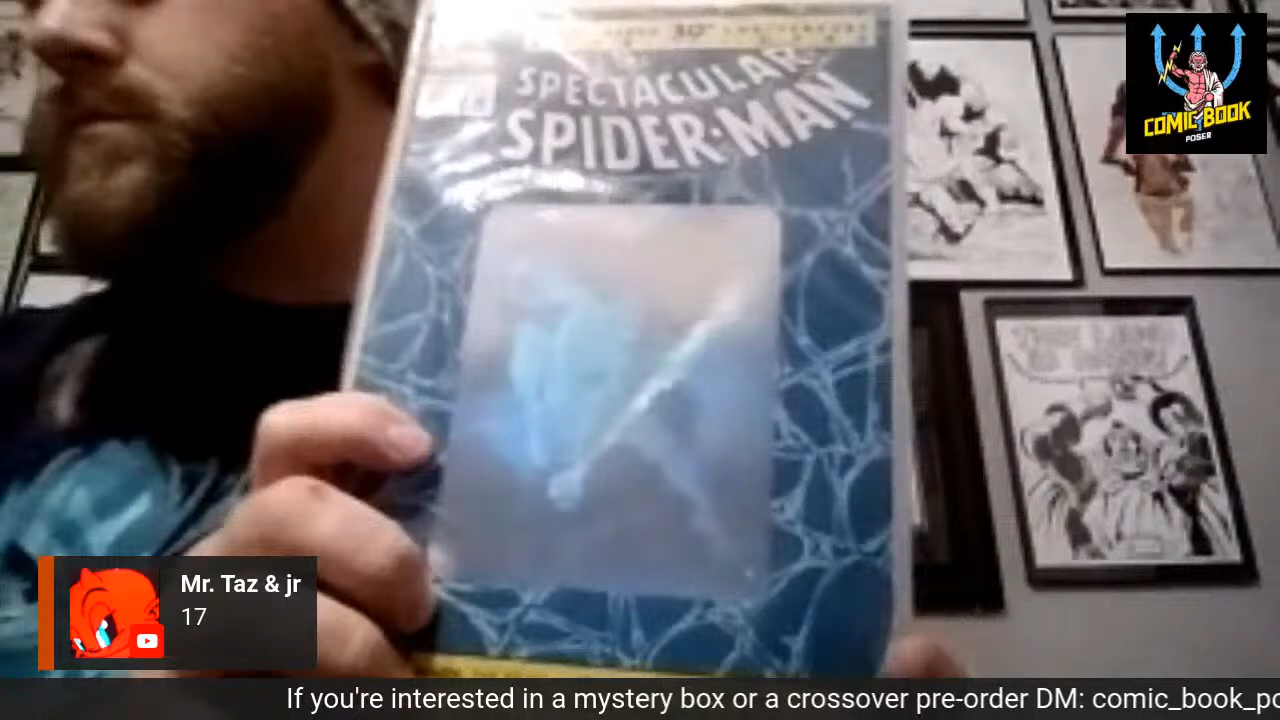 30TH
SPECTACULAR
SPIDER-MAN
COMIC BOOK
POSER
Mr. Taz & jr
17
If you're interested in a mystery box or a crossover pre-order DM: comic_book_po